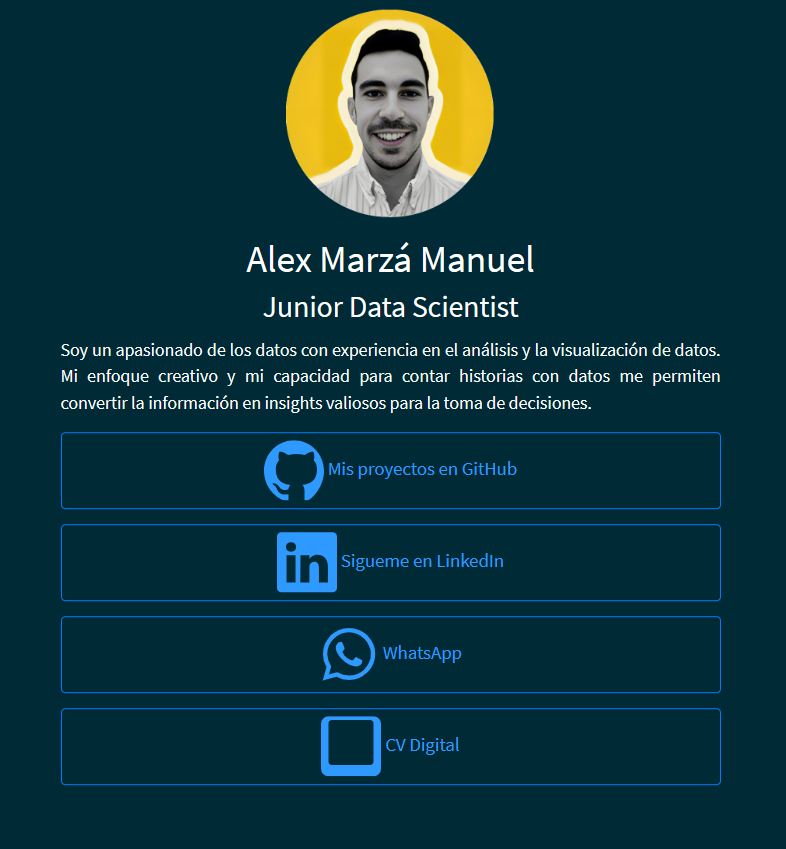 Alex Marzá Manuel
Junior Data Scientist
Soy un apasionado de los datos con experiencia en el análisis y la visualización de datos.
Mi enfoque creativo y mi capacidad para contar historias con datos me permiten
convertir la información en insights valiosos para la toma de decisiones.
Mis proyectos en GitHub
in Sigueme en LinkedIn
WhatsApp
CV Digital